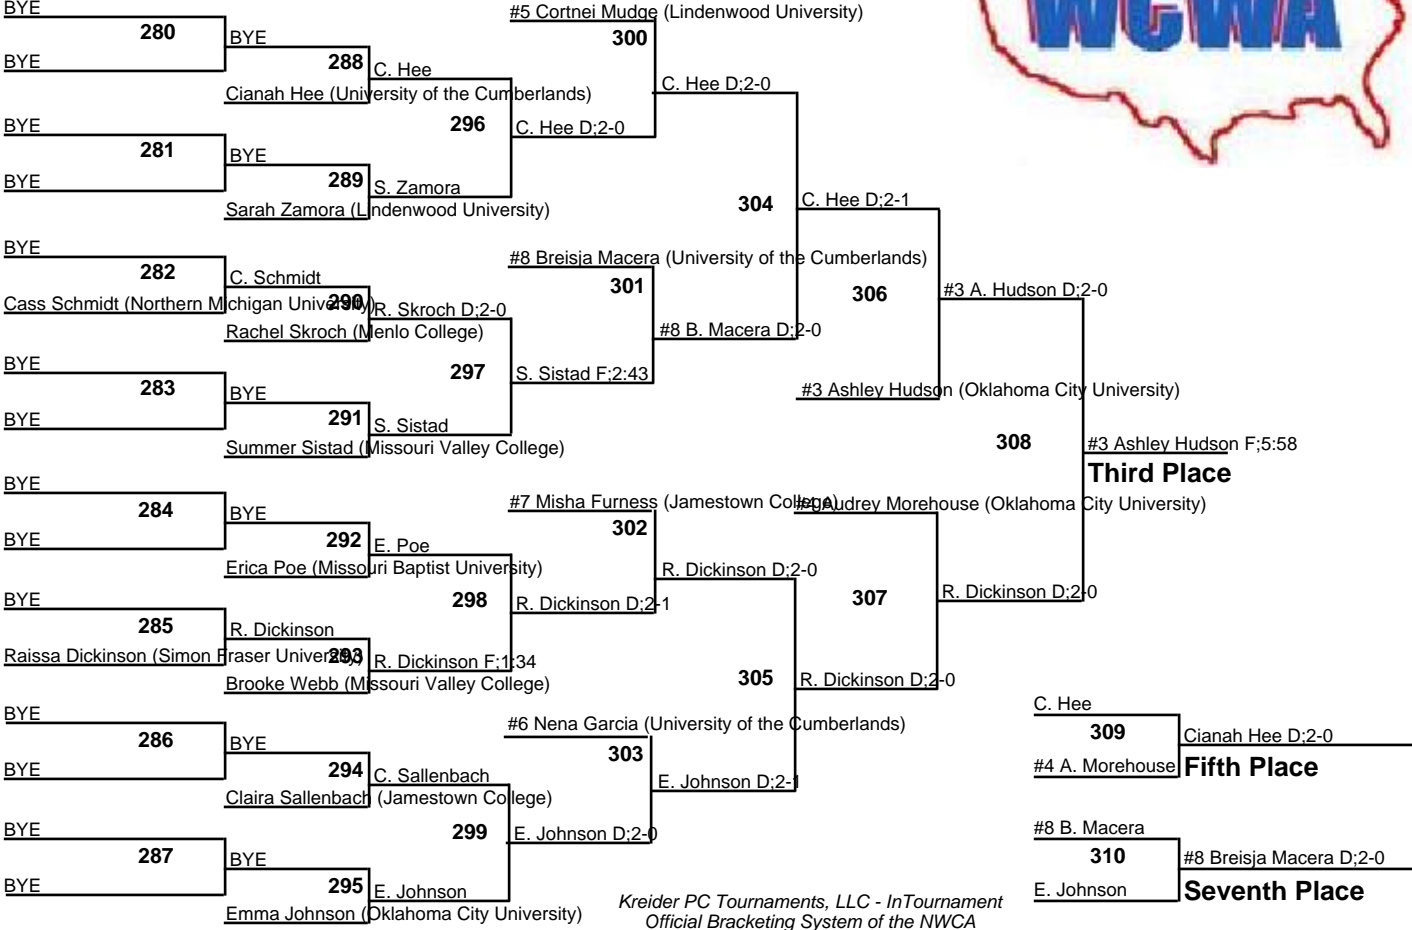 BYE
280
BYE
BYE
288
C. Hee
Cianah Hee (University of the Cumberlands)
BYE
281
BYE
BYE
289
S. Zamora
Sarah Zamora (Lindenwood University)
296
C. Hee D;2-0
#5 Cortnei Mudge (Lindenwood University)
300
C. Hee D;2-0
BYE
282
C. Schmidt
Cass Schmidt (Northern Michigan University)
290
R. Skroch D;2-0
Rachel Skroch (Menlo College)
BYE
283
BYE
BYE
291
S. Sistad
Summer Sistad (Missouri Valley College)
297
S. Sistad F;2:43
#8 Breisja Macera (University of the Cumberlands)
301
#8 B. Macera D;2-0
304
C. Hee D;2-1
306
#3 A. Hudson D;2-0
#3 Ashley Hudson (Oklahoma City University)
BYE
284
BYE
BYE
292
E. Poe
Erica Poe (Missouri Baptist University)
BYE
285
R. Dickinson
Raissa Dickinson (Simon Fraser University)
293
R. Dickinson F;1:34
Brooke Webb (Missouri Valley College)
298
R. Dickinson D;2-1
#7 Misha Furness (Jamestown College)
302
R. Dickinson D;2-0
BYE
286
BYE
BYE
294
C. Sallenbach
Claira Sallenbach (Jamestown College)
BYE
287
BYE
BYE
295
E. Johnson
Emma Johnson (Oklahoma City University)
299
E. Johnson D;2-0
#6 Nena Garcia (University of the Cumberlands)
303
E. Johnson D;2-1
305
R. Dickinson D;2-0
#4 Audrey Morehouse (Oklahoma City University)
307
R. Dickinson D;2-0
308
#3 Ashley Hudson F;5:58
Third Place
C. Hee
309
#4 A. Morehouse
Cianah Hee D;2-0
Fifth Place
#8 B. Macera
310
E. Johnson
#8 Breisja Macera D;2-0
Seventh Place
Kreider PC Tournaments, LLC - InTournament
Official Bracketing System of the NWCA
WCWA